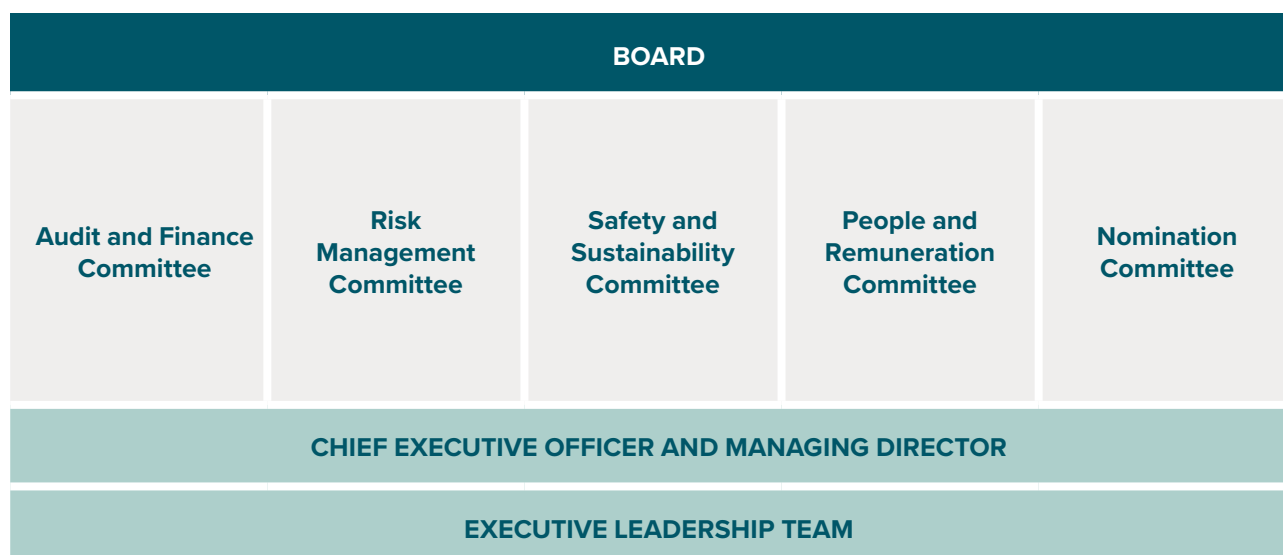 BOARD
Audit and Finance
Committee
Risk
Management
Committee
Safety and
Sustainability
Committee
People and
Remuneration
Committee
Nomination
Committee
CHIEF EXECUTIVE OFFICER AND MANAGING DIRECTOR
EXECUTIVE LEADERSHIP TEAM